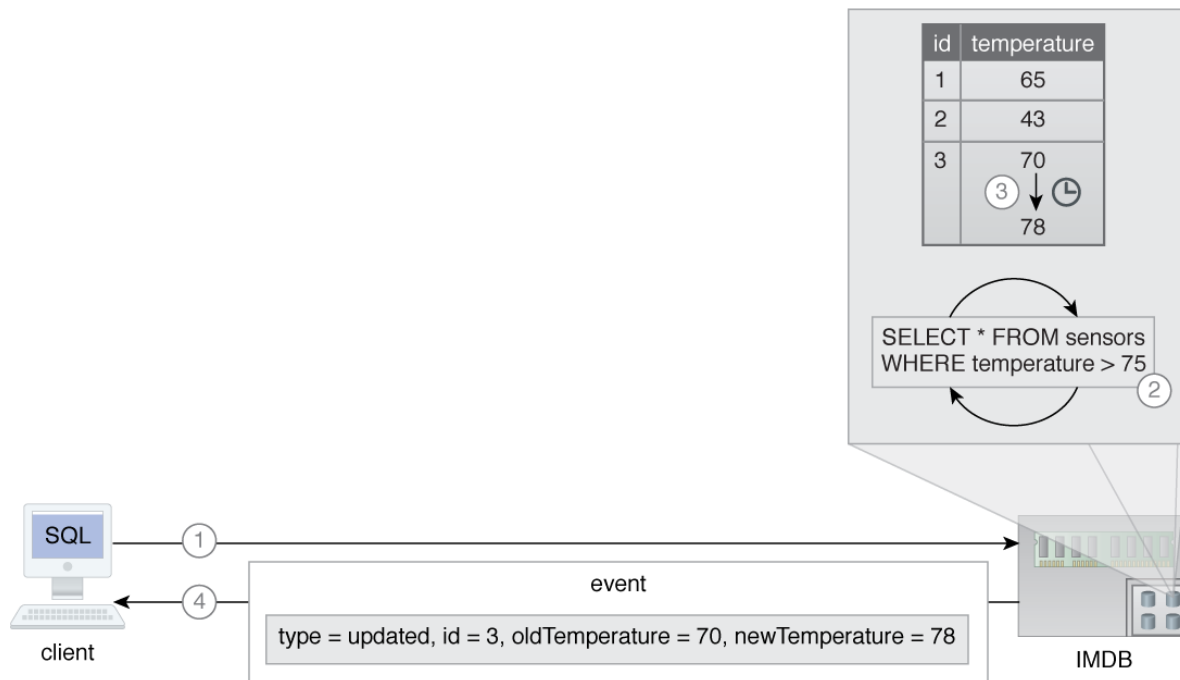 id temperature
1 65
2 43
3 70
3
78
SELECT * FROM sensors
WHERE temperature > 75
2
SQL
1
event
4
type = updated, id = 3, oldTemperature = 70, newTemperature = 78
client
IMDB